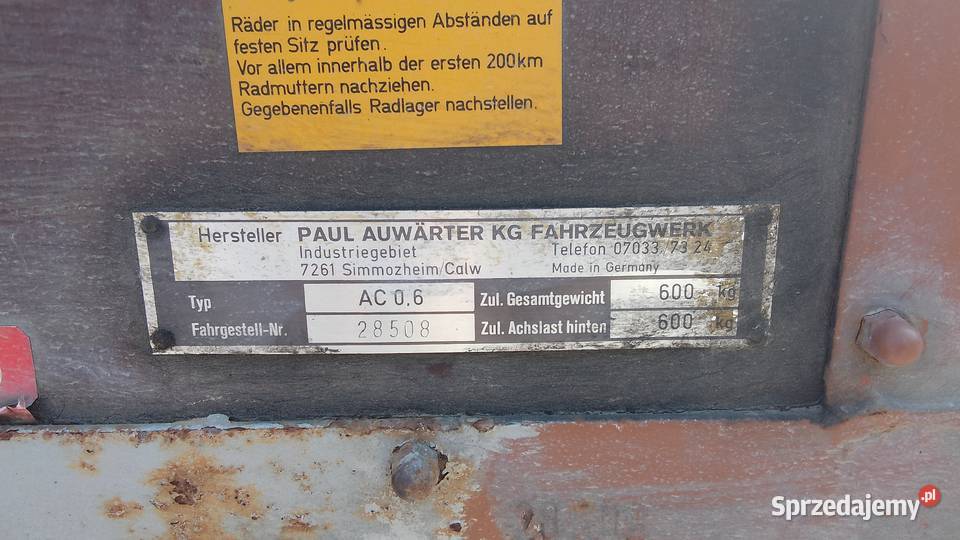 Räder in regelmässigen Abständen auf
festen Sitz prüfen.
Vor allem innerhalb der ersten 200km
Radmuttern nachziehen.
Gegebenenfalls Radlager nachstellen.
Hersteller PAUL AUWÄRTER KG FAHRZEUGWERK
Industriegebiet Telefon 07033/73 24
7261 Simmozheim/Calw Made in Germany
Typ AC 0.6 Zul. Gesamtgewicht 600 kg
Fahrgestell-Nr. 28508 Zul. Achslast hinten 600 kg
Sprzedajemy.pl